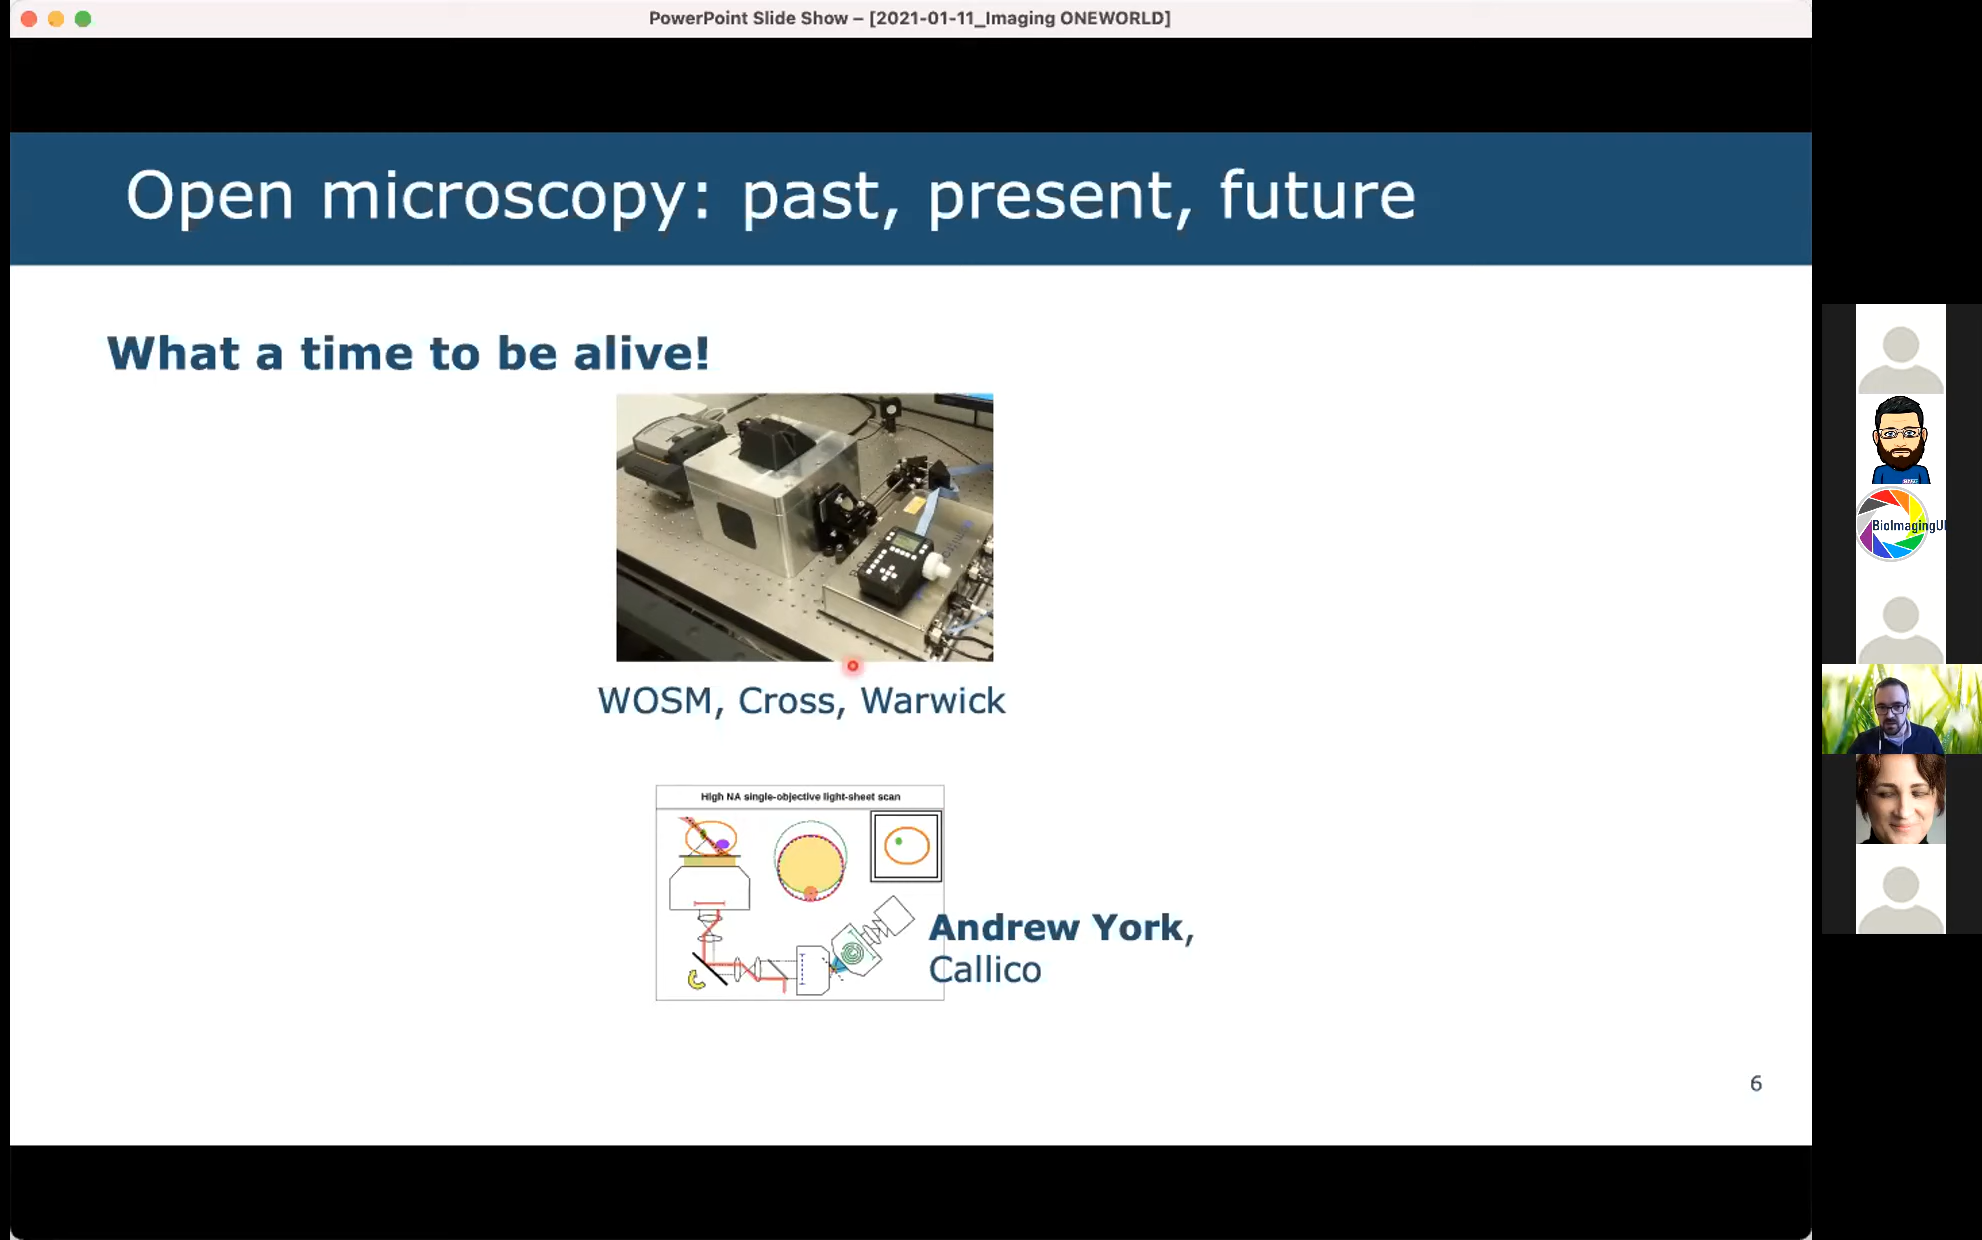 PowerPoint Slide Show – [2021-01-11_Imaging ONEWORLD]
Open microscopy: past, present, future
What a time to be alive!
WOSM, Cross, Warwick
High NA single-objective light-sheet scan
Andrew York,
Callico
6
BioImagingU